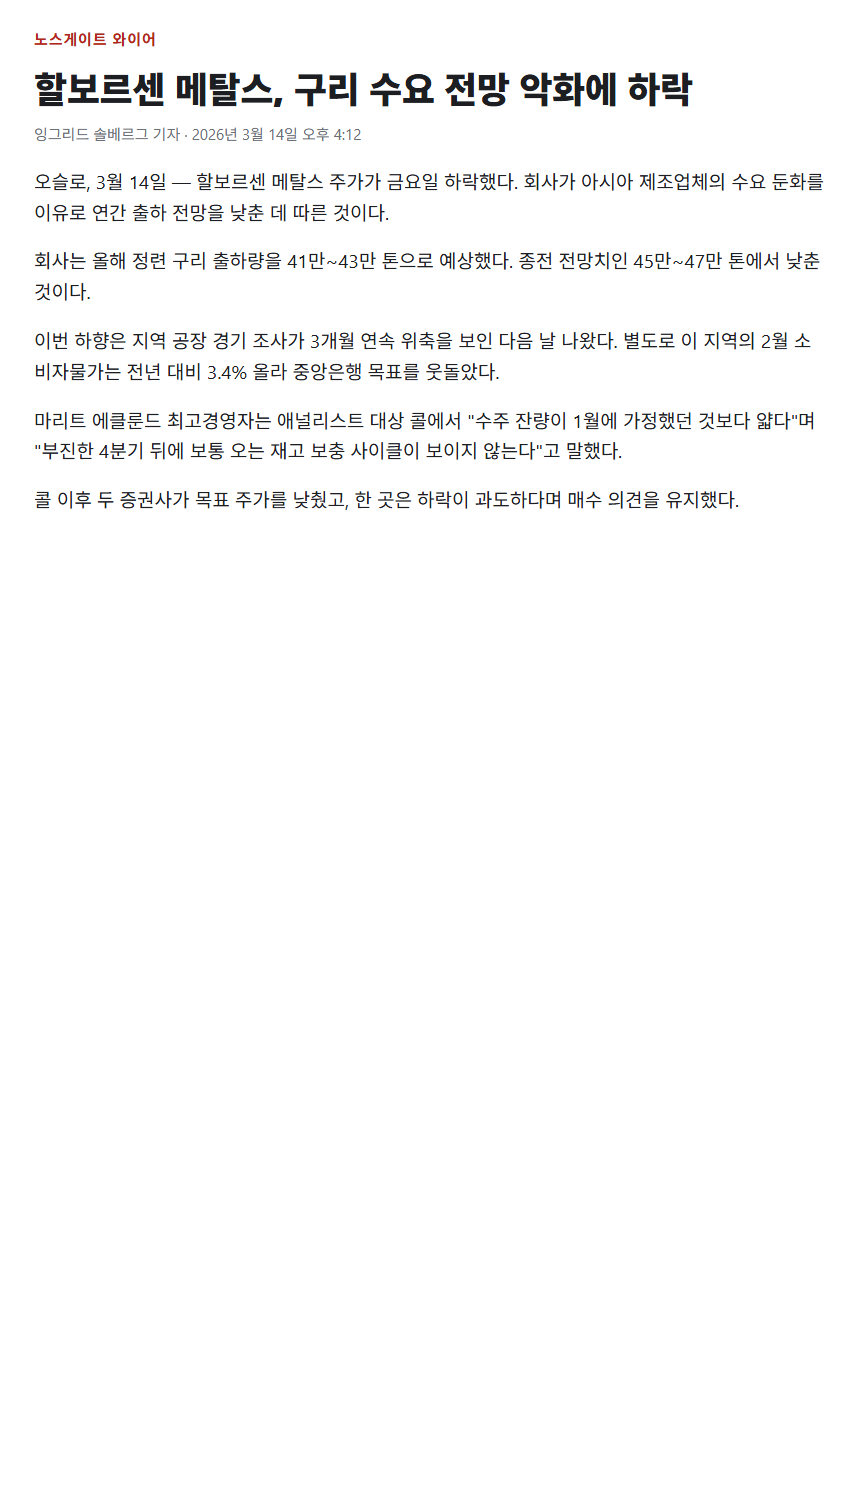 노스게이트 와이어
할보르센 메탈스, 구리 수요 전망 악화에 하락
잉그리드 솔베르그 기자 · 2026년 3월 14일 오후 4:12
오슬로, 3월 14일 — 할보르센 메탈스 주가가 금요일 하락했다. 회사가 아시아 제조업체의 수요 둔화를
이유로 연간 출하 전망을 낮춘 데 따른 것이다.
회사는 올해 정련 구리 출하량을 41만~43만 톤으로 예상했다. 종전 전망치인 45만~47만 톤에서 낮춘
것이다.
이번 하향은 지역 공장 경기 조사가 3개월 연속 위축을 보인 다음 날 나왔다. 별도로 이 지역의 2월 소
비자물가는 전년 대비 3.4% 올라 중앙은행 목표를 웃돌았다.
마리트 에클룬드 최고경영자는 애널리스트 대상 콜에서 "수주 잔량이 1월에 가정했던 것보다 얇다"며
"부진한 4분기 뒤에 보통 오는 재고 보충 사이클이 보이지 않는다"고 말했다.
콜 이후 두 증권사가 목표 주가를 낮췄고, 한 곳은 하락이 과도하다며 매수 의견을 유지했다.